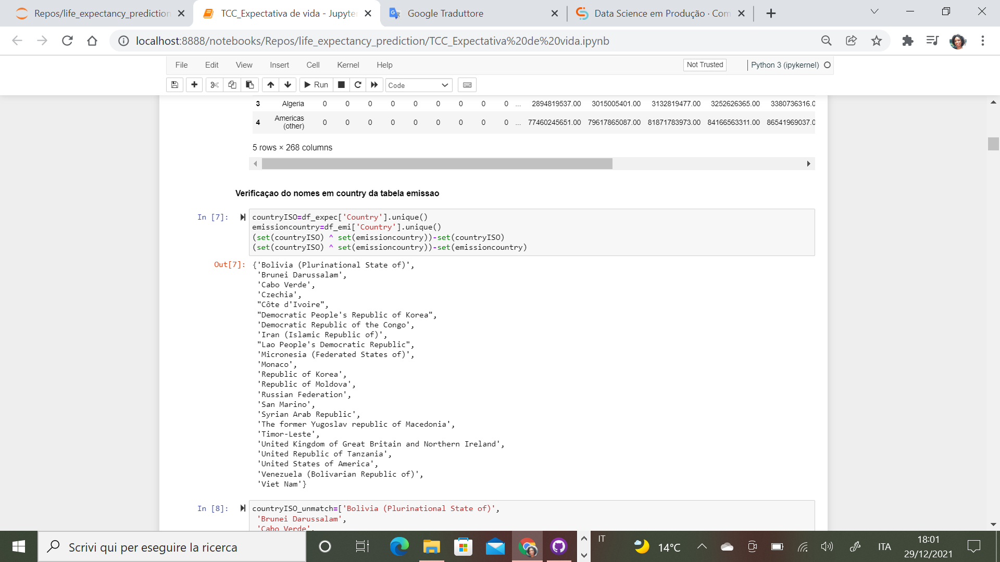 Repos/life_expectancy_prediction
TCC_Expectativa de vida - Jupyte
Google Traduttore
Data Science em Produção · Com
localhost:8888/notebooks/Repos/life_expectancy_prediction/TCC_Expectativa%20de%20vida.ipynb
File Edit View Insert Cell Kernel Help Not Trusted Python 3 (ipykernel)
Run Code
3 Algeria 0 0 0 0 0 0 0 0 0 ... 2894819537.00 3015005401.00 3132819477.00 3252626365.00 3380736316.0
4 Americas (other) 0 0 0 0 0 0 0 0 0 ... 77460245651.00 79617865087.00 81871783973.00 84166563311.00 86541969037.0
5 rows × 268 columns
Verificaçao do nomes em country da tabela emissao
In [7]: countryISO=df_expec['Country'].unique()
emissioncountry=df_emi['Country'].unique()
(set(countryISO) ^ set(emissioncountry))-set(countryISO)
(set(countryISO) ^ set(emissioncountry))-set(emissioncountry)
Out[7]: {'Bolivia (Plurinational State of)',
'Brunei Darussalam',
'Cabo Verde',
'Czechia',
"Côte d'Ivoire",
"Democratic People's Republic of Korea",
'Democratic Republic of the Congo',
'Iran (Islamic Republic of)',
"Lao People's Democratic Republic",
'Micronesia (Federated States of)',
'Monaco',
'Republic of Korea',
'Republic of Moldova',
'Russian Federation',
'San Marino',
'Syrian Arab Republic',
'The former Yugoslav republic of Macedonia',
'Timor-Leste',
'United Kingdom of Great Britain and Northern Ireland',
'United Republic of Tanzania',
'United States of America',
'Venezuela (Bolivarian Republic of)',
'Viet Nam'}
In [8]: countryISO_unmatch=['Bolivia (Plurinational State of)',
'Brunei Darussalam',
'Cabo Verde',
Scrivi qui per eseguire la ricerca
IT
14°C
ITA
18:01
29/12/2021